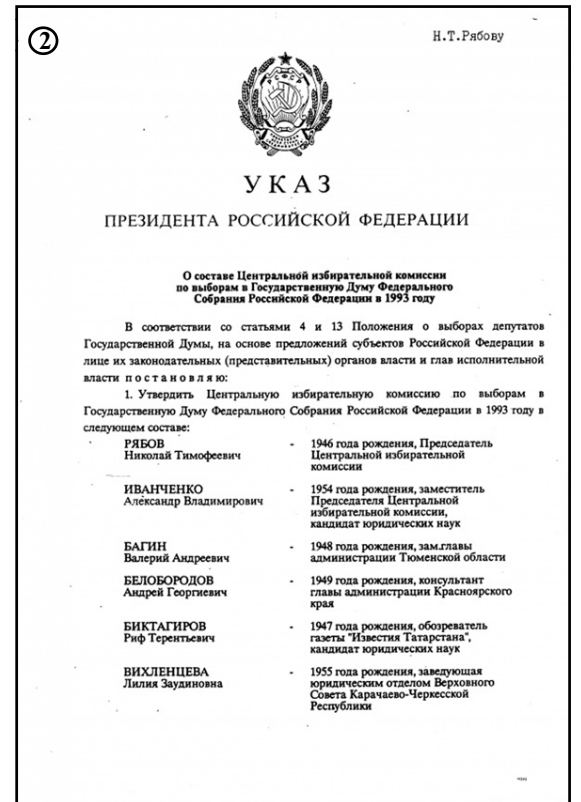 ②
Н.Т.Рябову
РСФСР
УКАЗ
ПРЕЗИДЕНТА РОССИЙСКОЙ ФЕДЕРАЦИИ
О составе Центральной избирательной комиссии
по выборам в Государственную Думу Федерального
Собрания Российской Федерации в 1993 году
В соответствии со статьями 4 и 13 Положения о выборах депутатов
Государственной Думы, на основе предложений субъектов Российской Федерации в
лице их законодательных (представительных) органов власти и глав исполнительной
власти п о с т а н о в л я ю:
1. Утвердить Центральную избирательную комиссию по выборам в
Государственную Думу Федерального Собрания Российской Федерации в 1993 году в
следующем составе:
РЯБОВ - 1946 года рождения, Председатель
Николай Тимофеевич Центральной избирательной
комиссии
ИВАНЧЕНКО - 1954 года рождения, заместитель
Александр Владимирович Председателя Центральной
избирательной комиссии,
кандидат юридических наук
БАГИН - 1948 года рождения, зам.главы
Валерий Андреевич администрации Тюменской области
БЕЛОБОРОДОВ - 1949 года рождения, консультант
Андрей Георгиевич главы администрации Красноярского
края
БИКТАГИРОВ - 1947 года рождения, обозреватель
Риф Терентьевич газеты "Известия Татарстана",
кандидат юридических наук
ВИХЛЕНЦЕВА - 1955 года рождения, заведующая
Лилия Заудиновна юридическим отделом Верховного
Совета Карачаево-Черкесской
Республики